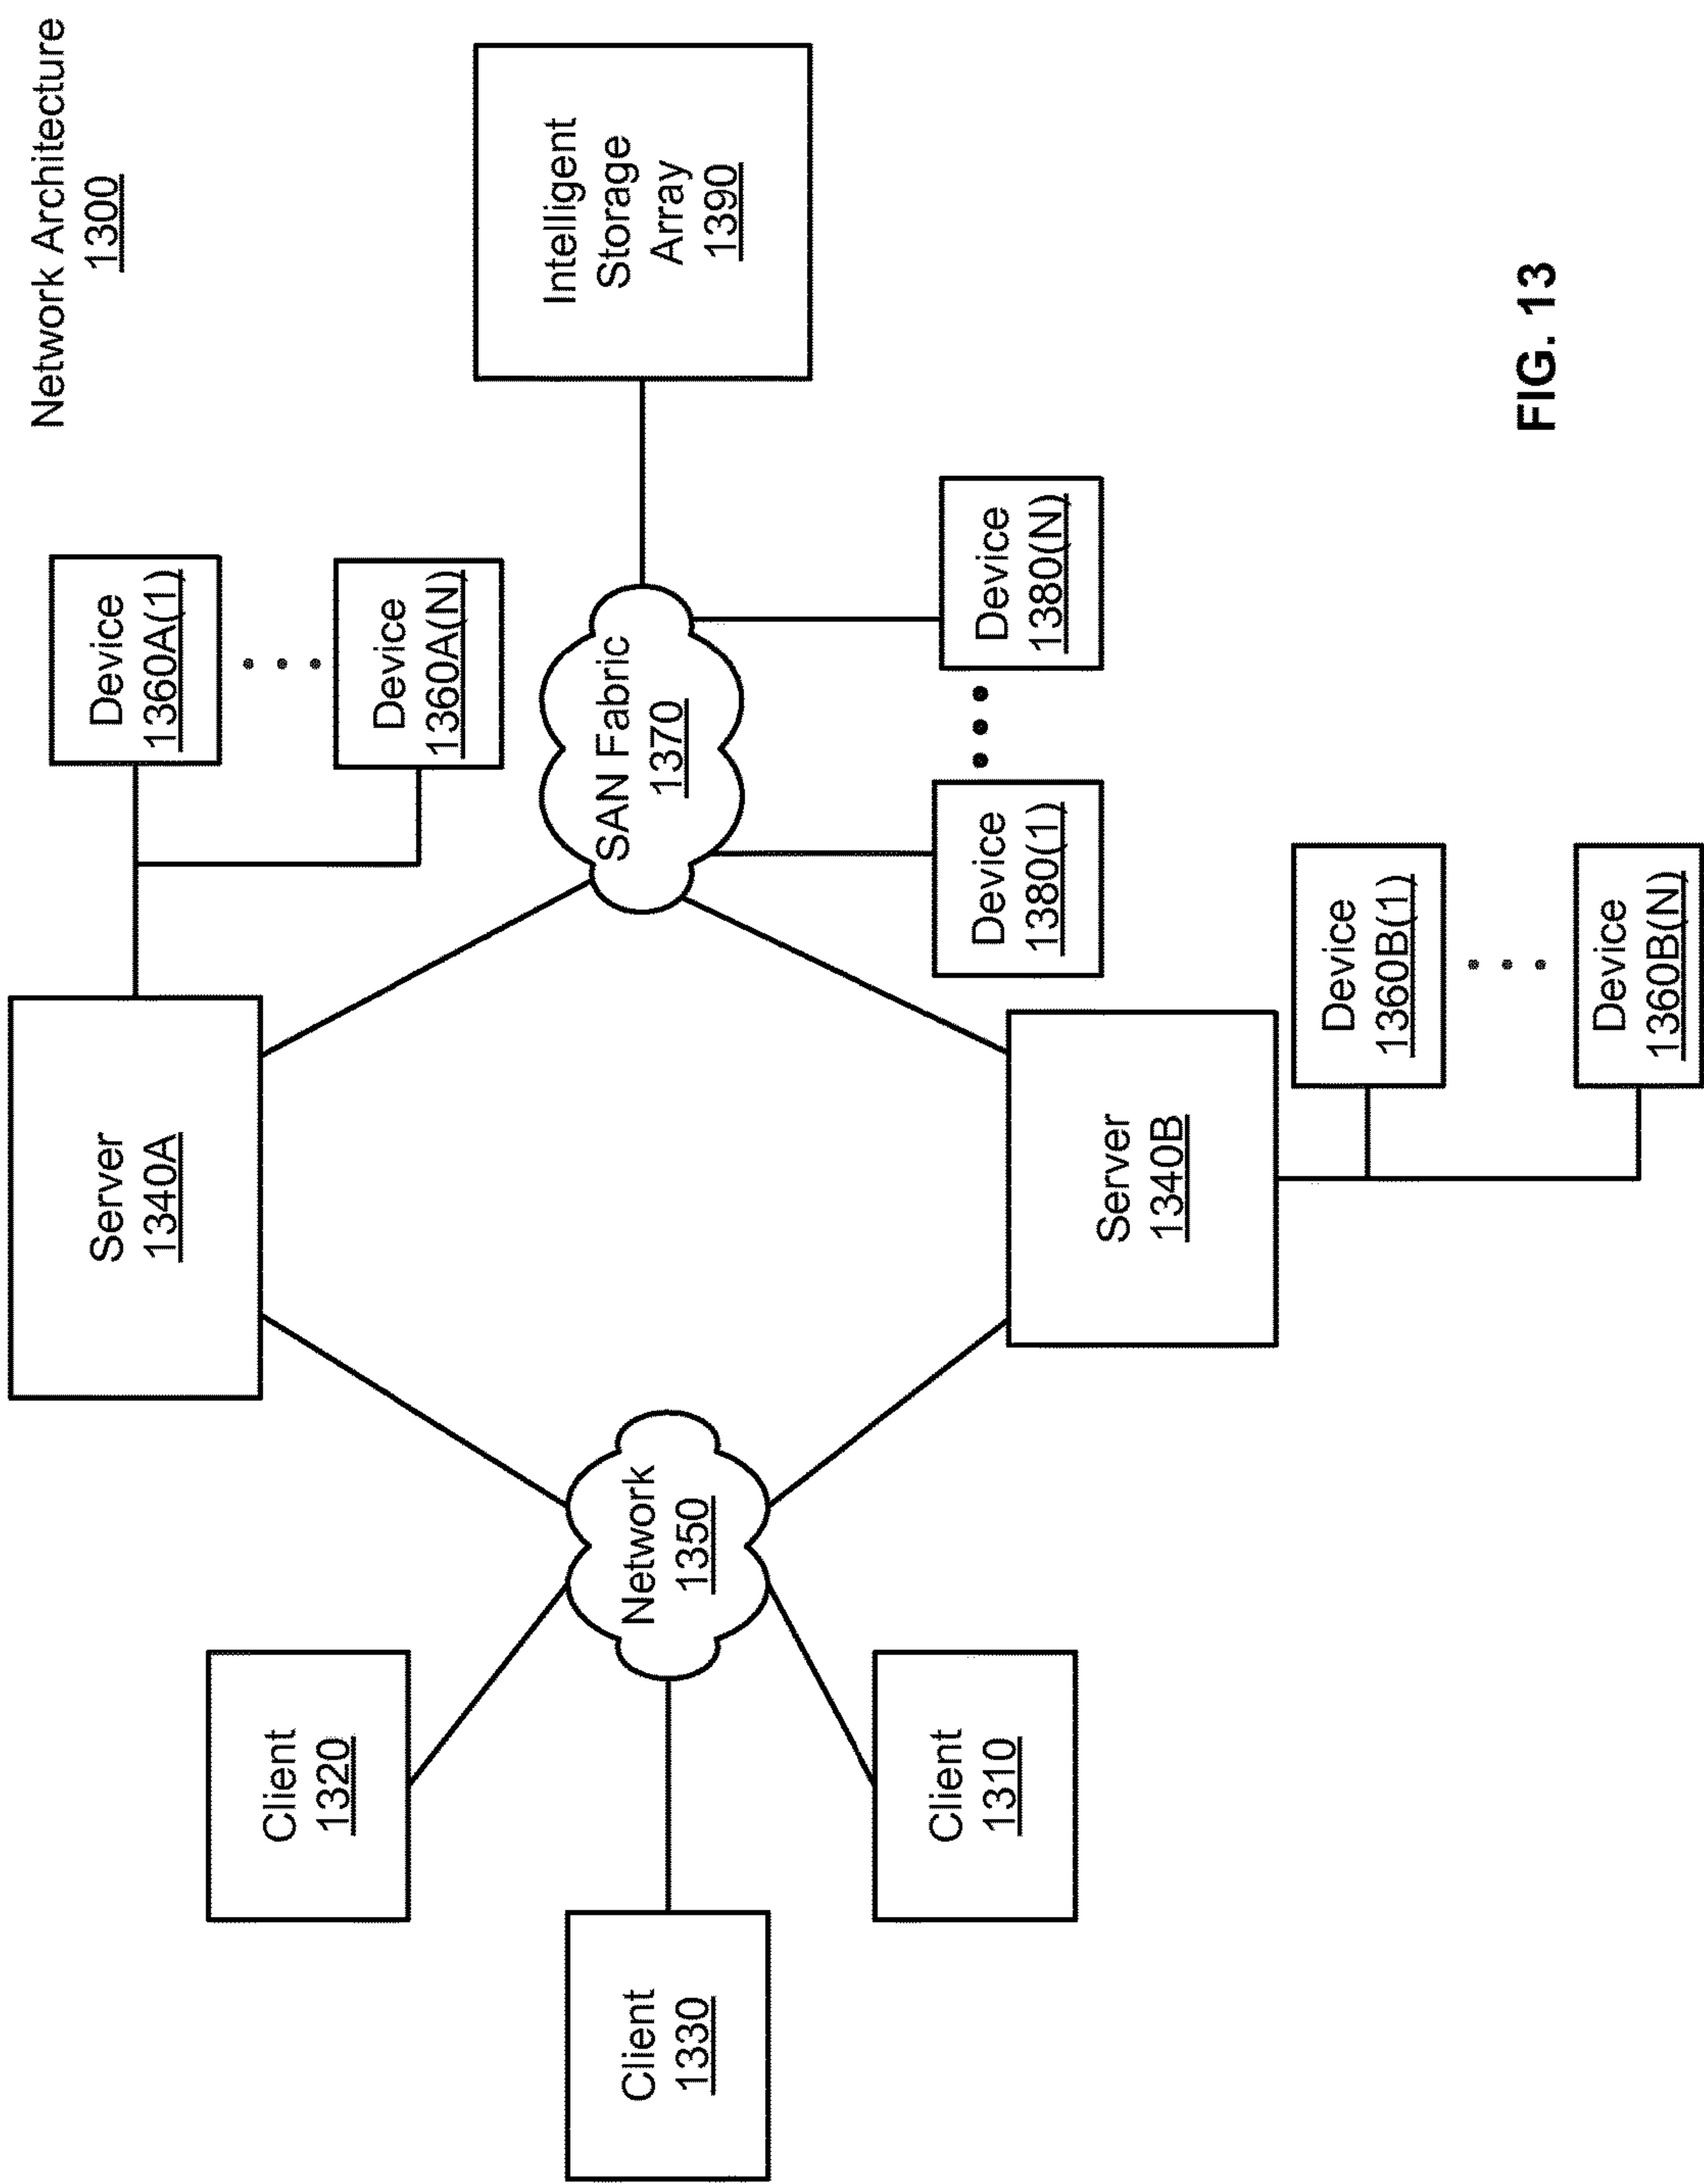 Network Architecture
1300
Client
1320
Client
1330
Client
1310
Network
1350
Server
1340A
Server
1340B
Device
1360A(1)
Device
1360A(N)
SAN Fabric
1370
Intelligent
Storage
Array
1390
Device
1380(1)
Device
1380(N)
Device
1360B(1)
Device
1360B(N)
FIG. 13